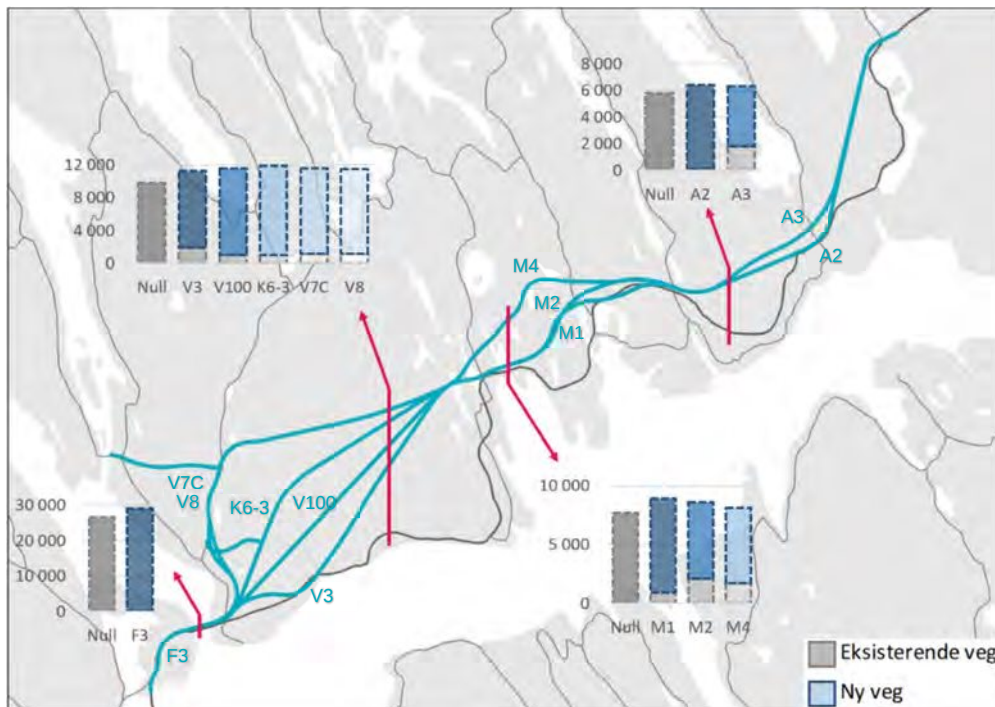 8 000
6 000
4 000
2 000
0
Null A2 A3
12 000
8 000
4 000
0
Null V3 V100 K6-3 V7C V8
A3
A2
M4
M2
M1
V7C
V8
K6-3
V100
V3
F3
30 000
20 000
10 000
0
Null F3
10 000
5 000
0
Null M1 M2 M4
Eksisterende veg
Ny veg